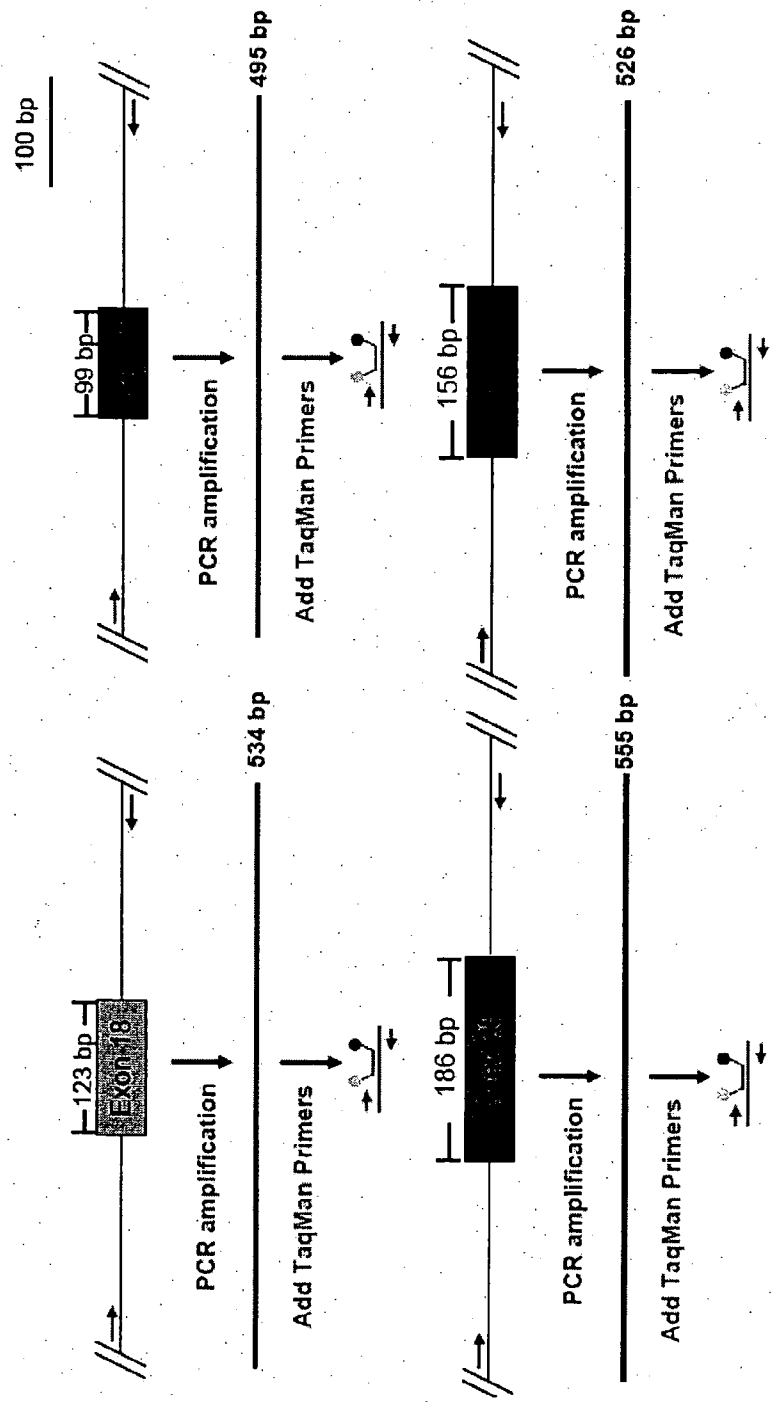 100 bp
123 bp
Exon-18
PCR amplification
534 bp
Add TaqMan Primers
99 bp
PCR amplification
495 bp
Add TaqMan Primers
186 bp
PCR amplification
555 bp
Add TaqMan Primers
156 bp
PCR amplification
526 bp
Add TaqMan Primers